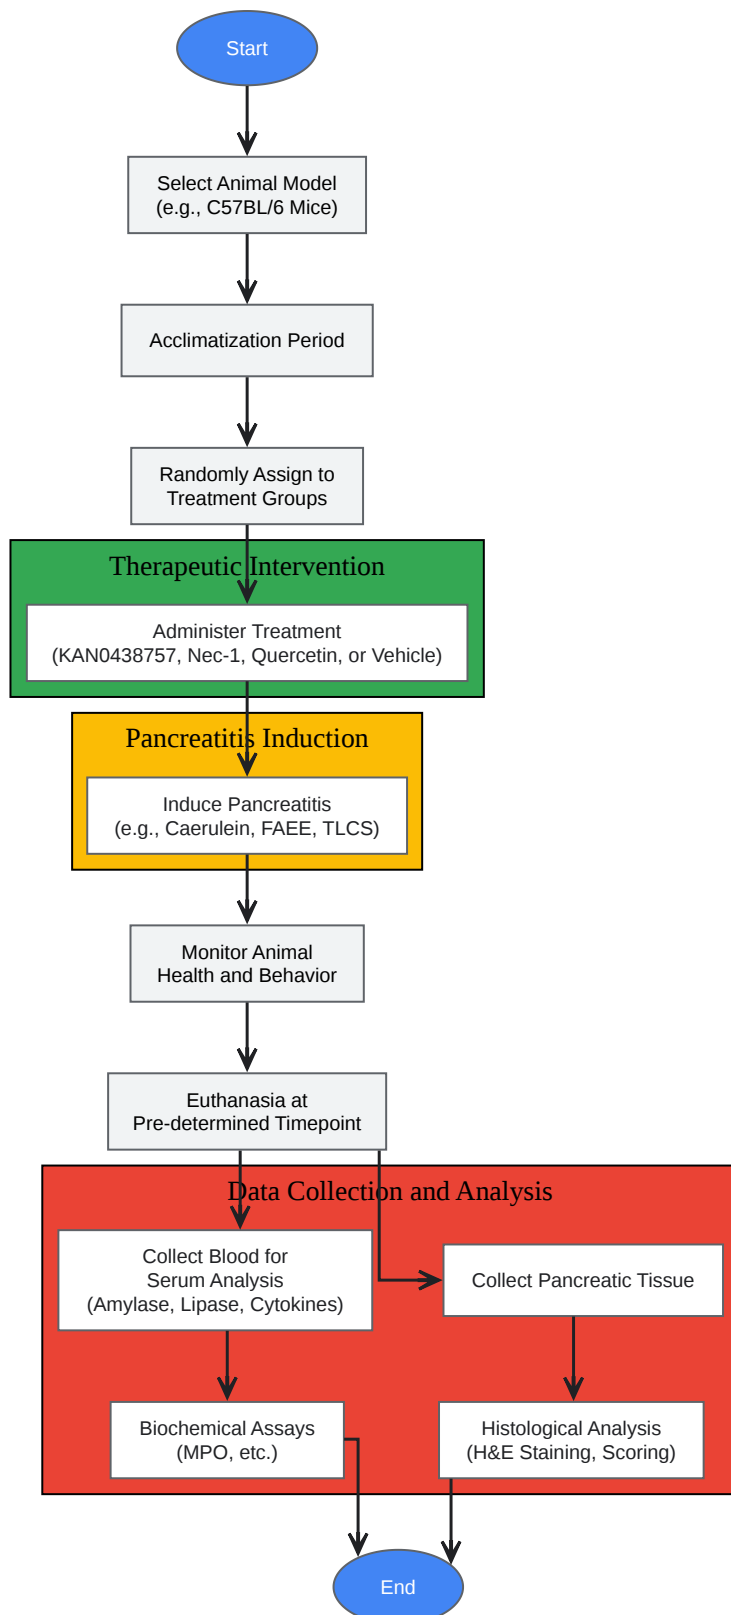 Start
Select Animal Model
(e.g., C57BL/6 Mice)
Acclimatization Period
Randomly Assign to
Treatment Groups
Therapeutic Intervention
Administer Treatment
(KAN0438757, Nec-1, Quercetin, or Vehicle)
Pancreatitis Induction
Induce Pancreatitis
(e.g., Caerulein, FAEE, TLCS)
Monitor Animal
Health and Behavior
Euthanasia at
Pre-determined Timepoint
Data Collection and Analysis
Collect Blood for
Serum Analysis
(Amylase, Lipase, Cytokines)
Collect Pancreatic Tissue
Biochemical Assays
(MPO, etc.)
Histological Analysis
(H&E Staining, Scoring)
End